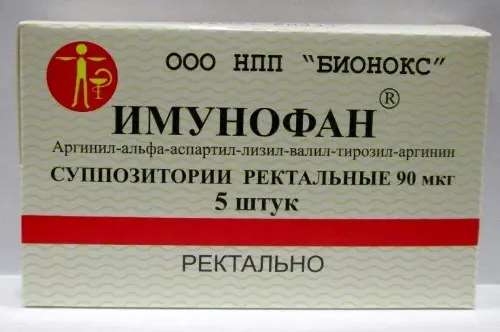 ООО НПП "БИОНОКС"
ИМУНОФАН®
Аргинил-альфа-аспартил-лизил-валил-тирозил-аргинин
СУППОЗИТОРИИ РЕКТАЛЬНЫЕ 90 мкг
5 штук
РЕКТАЛЬНО